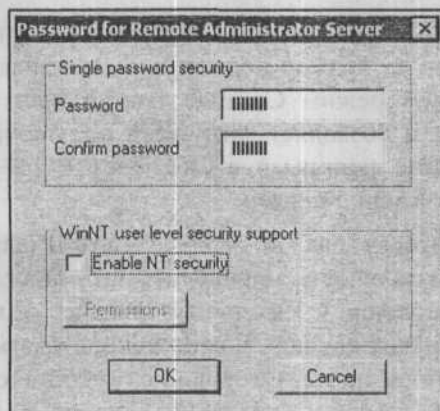 Password for Remote Administrator Server
Single password security
Password
Confirm password
WinNT user level security support
Enable NT security
Permissions
OK
Cancel